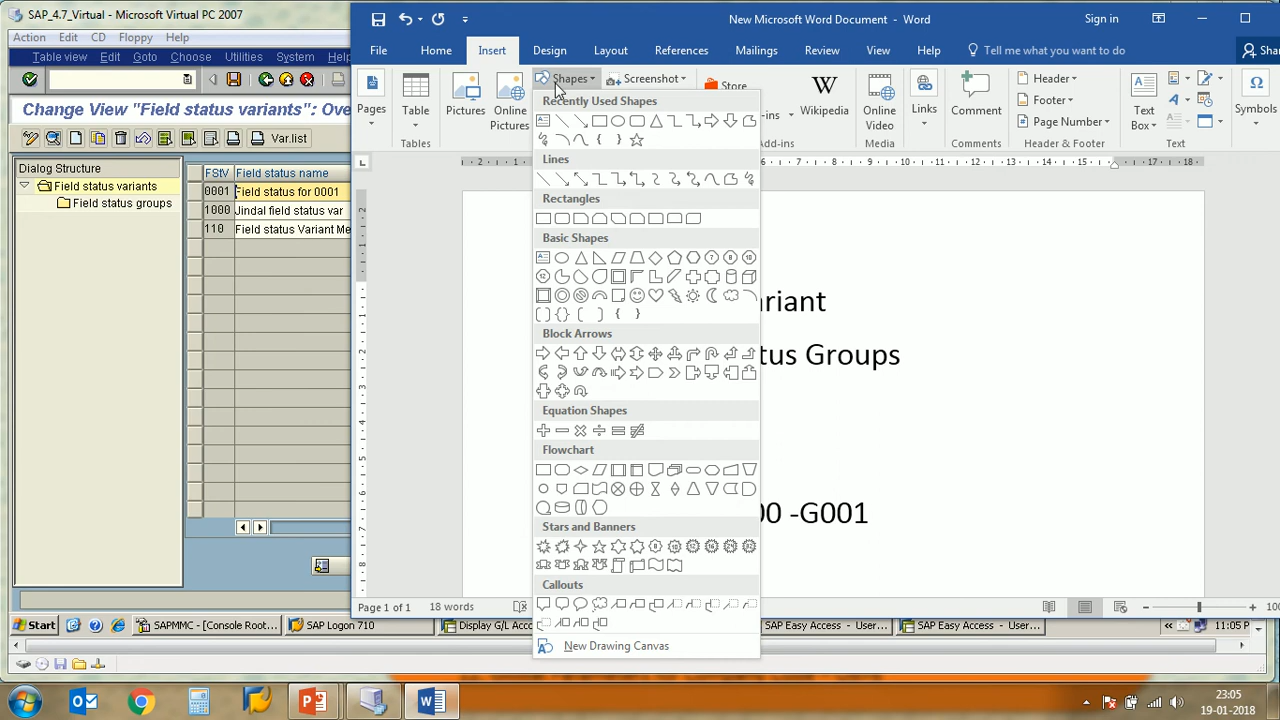 SAP_4.7_Virtual - Microsoft Virtual PC 2007
Action Edit CD Floppy Help
Table view Edit Goto Choose Utilities System
Change View "Field status variants": Ove
Var.list
Dialog Structure
Field status variants
Field status groups
FStV Field status name
0001 Field status for 0001
1000 Jindal field status var
110 Field status Variant Me
New Microsoft Word Document - Word
Sign in
File Home Insert Design Layout References Mailings Review View Help Tell me what you want to do Sha
Pages
Table
Tables
Pictures
Online Pictures
Shapes
Screenshot
Store
-ins
Add-ins
Wikipedia
Online Video
Media
Links
Comment
Comments
Header
Footer
Page Number
Header & Footer
Text Box
Text
Symbols
Recently Used Shapes
Lines
Rectangles
Basic Shapes
Block Arrows
Equation Shapes
Flowchart
Stars and Banners
Callouts
New Drawing Canvas
ariant
tus Groups
00 -G001
Page 1 of 1 18 words
100
Start
SAPMMC - [Console Root...
SAP Logon 710
Display G/L Acco
SAP Easy Access - User...
SAP Easy Access - User...
11:05 P
23:05
19-01-2018